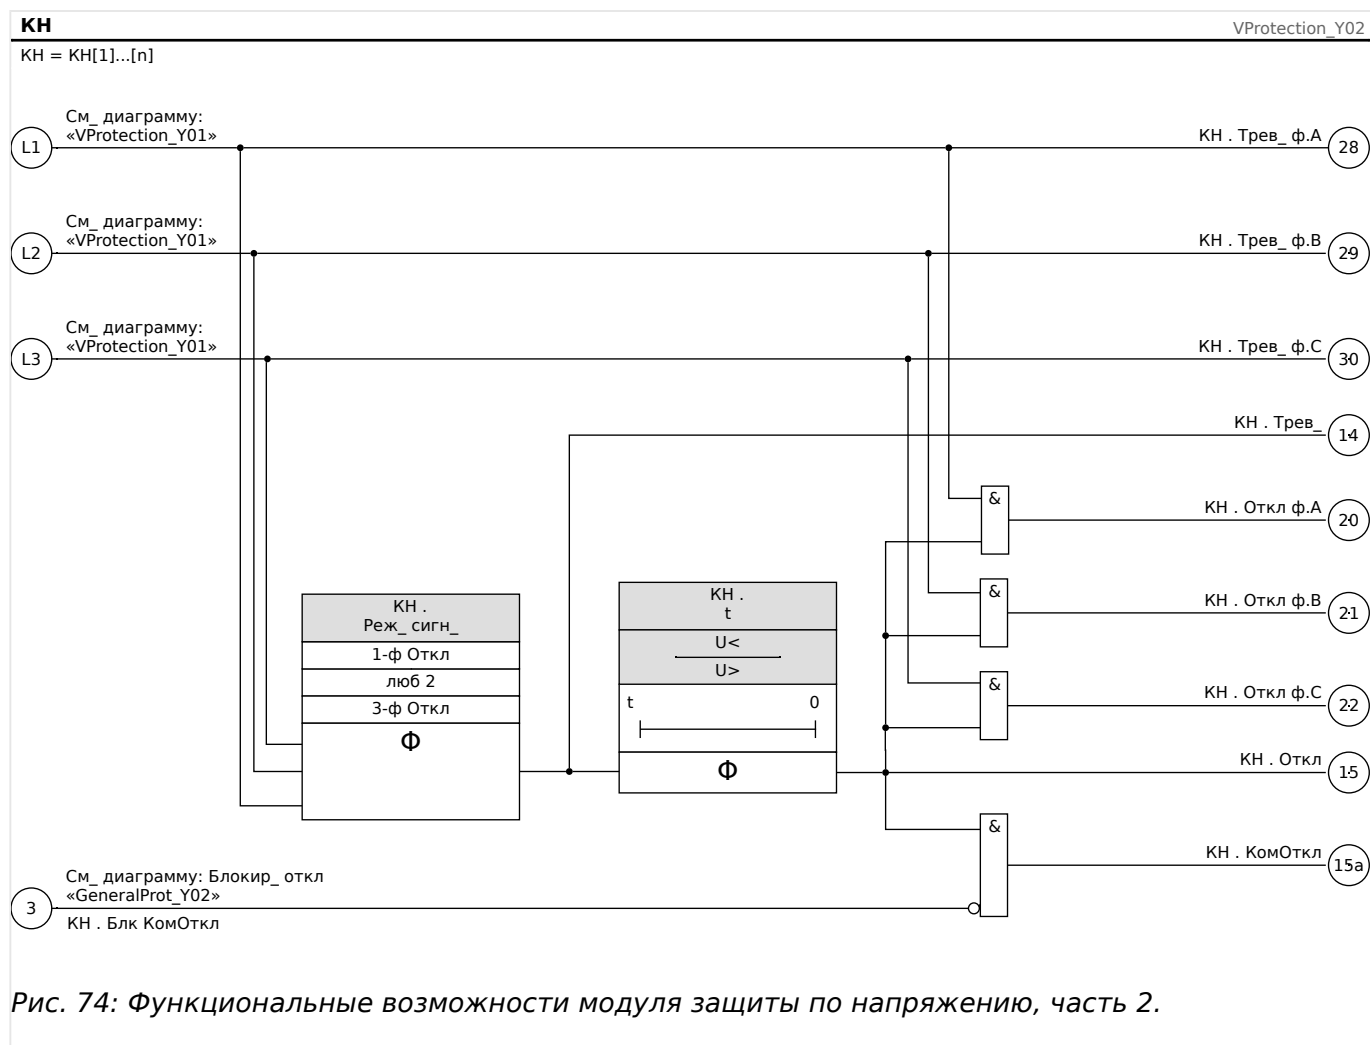 КН
VProtection_Y02
КН = КН[1]...[n]
См_ диаграмму:
«VProtection_Y01»
L1
КН . Трев_ ф.A
28
См_ диаграмму:
«VProtection_Y01»
L2
КН . Трев_ ф.B
29
См_ диаграмму:
«VProtection_Y01»
L3
КН . Трев_ ф.C
30
КН . Трев_
14
&
КН . Откл ф.A
20
&
КН . Откл ф.B
21
КН .
Реж_ сигн_
1-ф Откл
люб 2
3-ф Откл
Φ
КН .
t
U<
U>
t
0
Φ
&
КН . Откл ф.C
22
КН . Откл
15
&
КН . КомОткл
15a
См_ диаграмму: Блокир_ откл
«GeneralProt_Y02»
3
КН . Блк КомОткл
Рис. 74: Функциональные возможности модуля защиты по напряжению, часть 2.